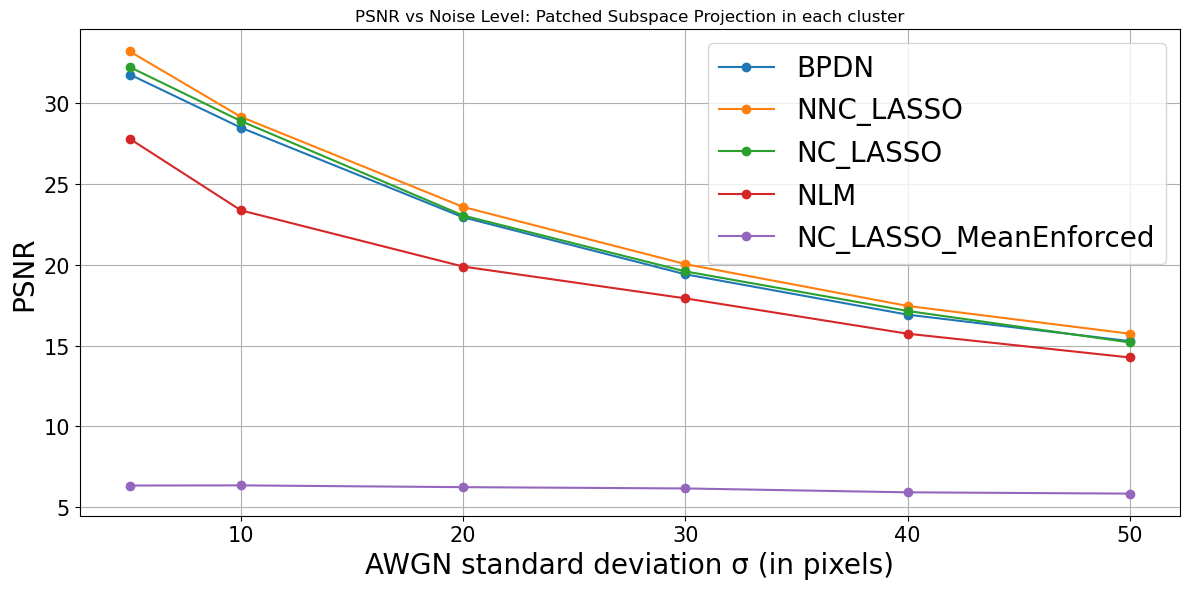 PSNR vs Noise Level: Patched Subspace Projection in each cluster
BPDN
NNC_LASSO
NC_LASSO
NLM
NC_LASSO_MeanEnforced
PSNR
30
25
20
15
10
5
10 20 30 40 50
AWGN standard deviation σ (in pixels)